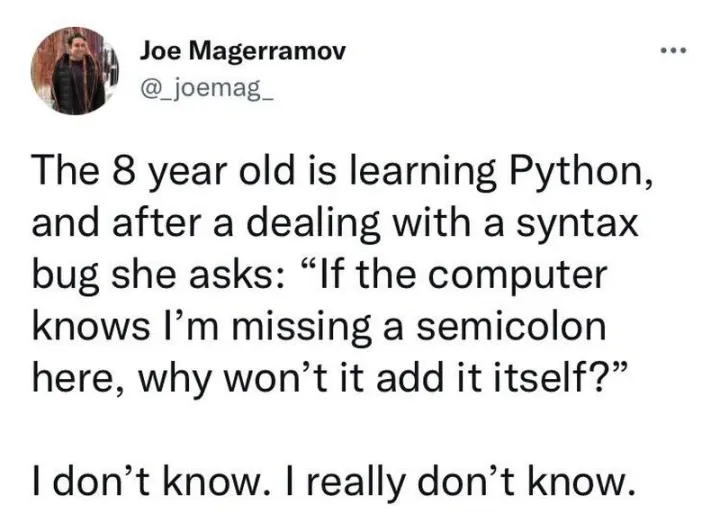 Joe Magerramov
@_joemag_
The 8 year old is learning Python,
and after a dealing with a syntax
bug she asks: “If the computer
knows I’m missing a semicolon
here, why won’t it add it itself?”
I don’t know. I really don’t know.